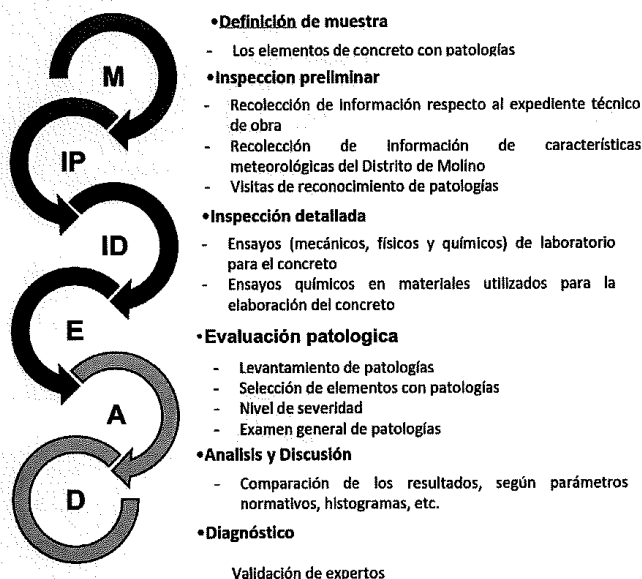 •Definición de muestra
- Los elementos de concreto con patologías
M
•Inspeccion preliminar
- Recolección de Información respecto al expediente técnico
de obra
- Recolección de Información de características
meteorológicas del Distrito de Molino
- Visitas de reconocimiento de patologías
IP
•Inspección detallada
- Ensayos (mecánicos, físicos y químicos) de laboratorio
para el concreto
- Ensayos químicos en materiales utilizados para la
elaboración del concreto
ID
•Evaluación patologica
- Levantamiento de patologías
- Selección de elementos con patologías
- Nivel de severidad
- Examen general de patologías
E
•Analisis y Discusión
- Comparación de los resultados, según parámetros
normativos, histogramas, etc.
A
•Diagnóstico
Validación de expertos
D